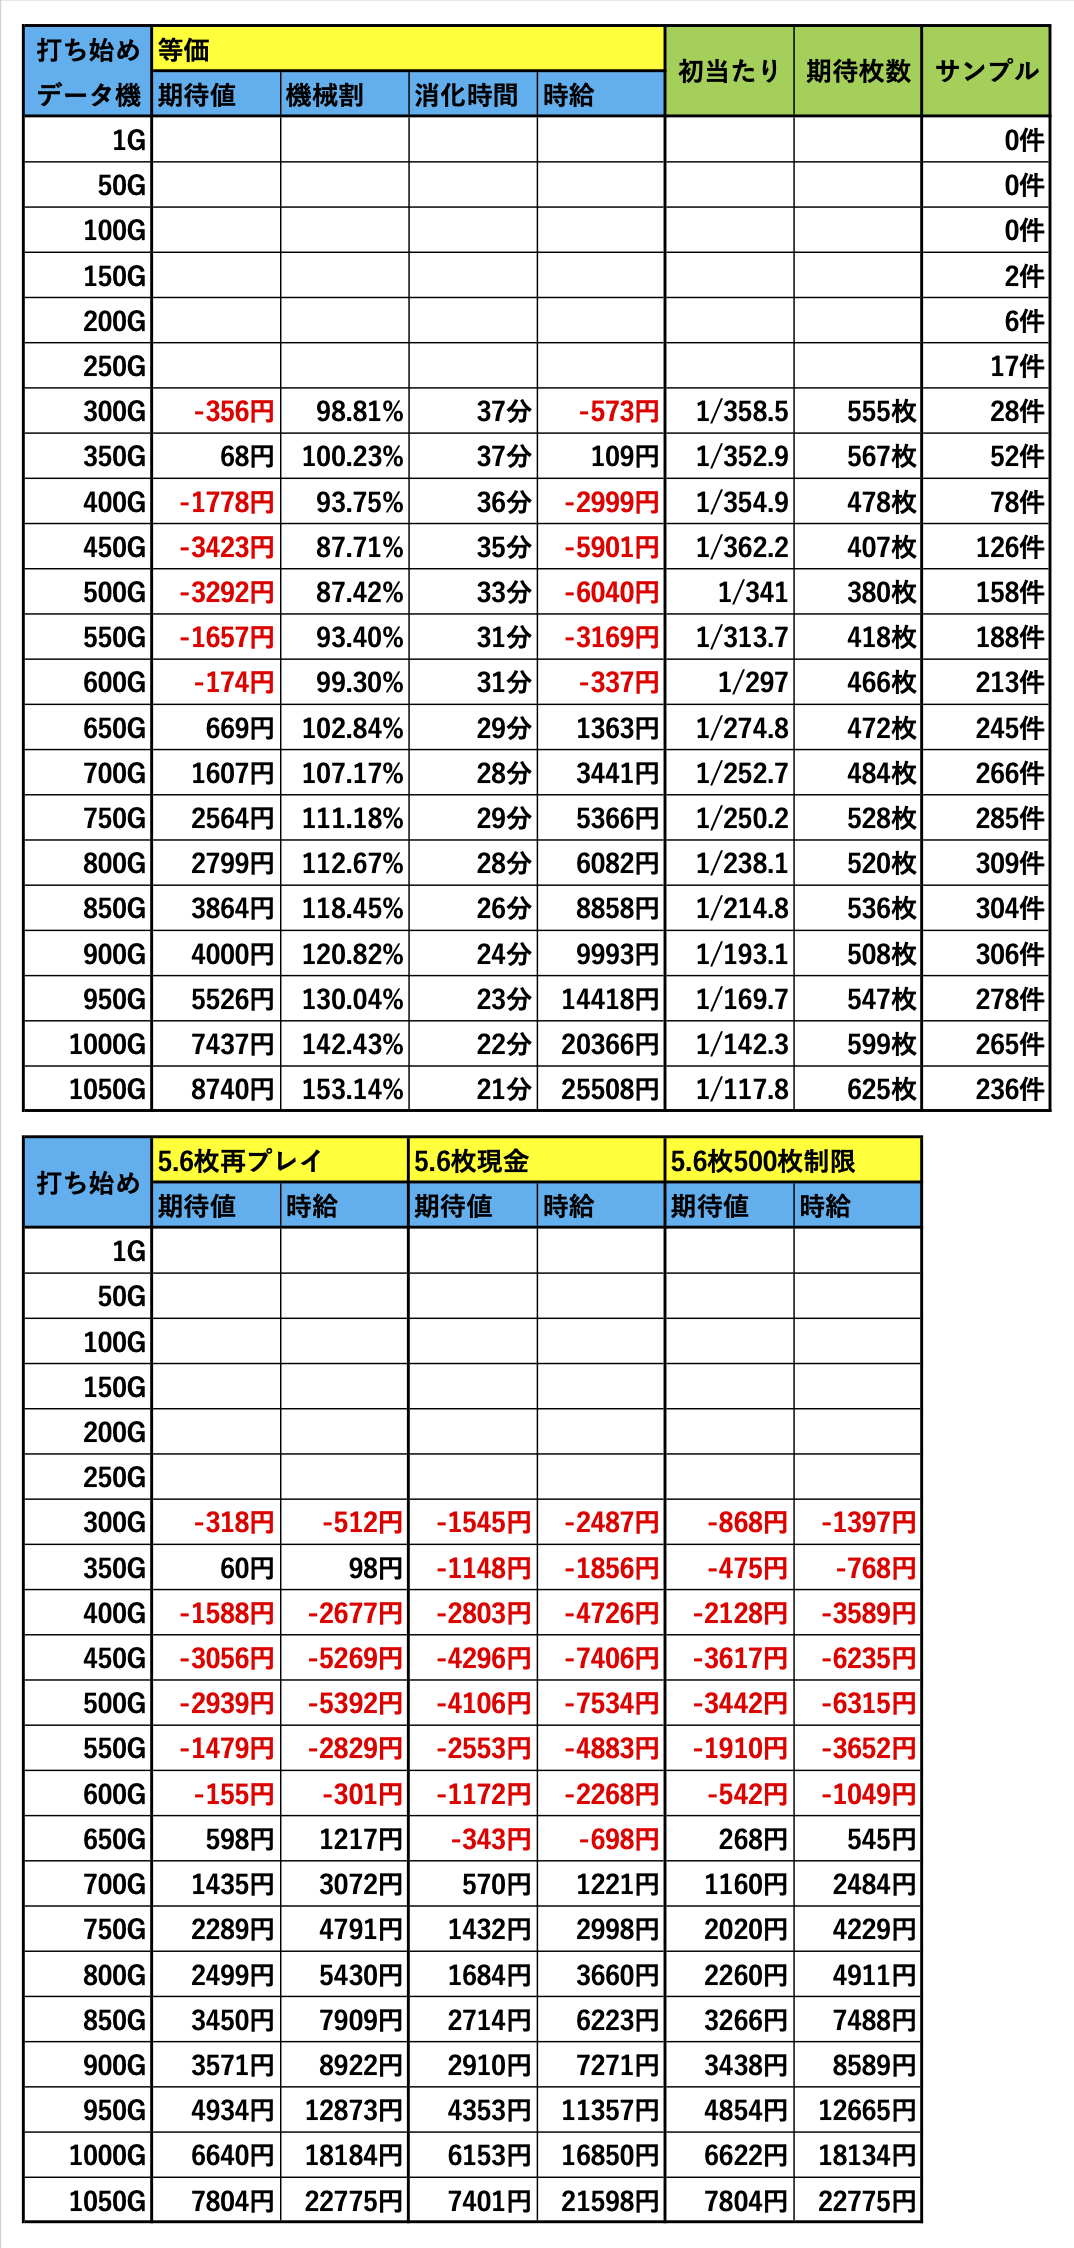 打ち始め 等価 初当たり 期待枚数 サンプル
データ機 期待値 機械割 消化時間 時給
1G 0件
50G 0件
100G 0件
150G 2件
200G 6件
250G 17件
300G -356円 98.81% 37分 -573円 1/358.5 555枚 28件
350G 68円 100.23% 37分 109円 1/352.9 567枚 52件
400G -1778円 93.75% 36分 -2999円 1/354.9 478枚 78件
450G -3423円 87.71% 35分 -5901円 1/362.2 407枚 126件
500G -3292円 87.42% 33分 -6040円 1/341 380枚 158件
550G -1657円 93.40% 31分 -3169円 1/313.7 418枚 188件
600G -174円 99.30% 31分 -337円 1/297 466枚 213件
650G 669円 102.84% 29分 1363円 1/274.8 472枚 245件
700G 1607円 107.17% 28分 3441円 1/252.7 484枚 266件
750G 2564円 111.18% 29分 5366円 1/250.2 528枚 285件
800G 2799円 112.67% 28分 6082円 1/238.1 520枚 309件
850G 3864円 118.45% 26分 8858円 1/214.8 536枚 304件
900G 4000円 120.82% 24分 9993円 1/193.1 508枚 306件
950G 5526円 130.04% 23分 14418円 1/169.7 547枚 278件
1000G 7437円 142.43% 22分 20366円 1/142.3 599枚 265件
1050G 8740円 153.14% 21分 25508円 1/117.8 625枚 236件
打ち始め 5.6枚再プレイ 5.6枚現金 5.6枚500枚制限
期待値 時給 期待値 時給 期待値 時給
1G
50G
100G
150G
200G
250G
300G -318円 -512円 -1545円 -2487円 -868円 -1397円
350G 60円 98円 -1148円 -1856円 -475円 -768円
400G -1588円 -2677円 -2803円 -4726円 -2128円 -3589円
450G -3056円 -5269円 -4296円 -7406円 -3617円 -6235円
500G -2939円 -5392円 -4106円 -7534円 -3442円 -6315円
550G -1479円 -2829円 -2553円 -4883円 -1910円 -3652円
600G -155円 -301円 -1172円 -2268円 -542円 -1049円
650G 598円 1217円 -343円 -698円 268円 545円
700G 1435円 3072円 570円 1221円 1160円 2484円
750G 2289円 4791円 1432円 2998円 2020円 4229円
800G 2499円 5430円 1684円 3660円 2260円 4911円
850G 3450円 7909円 2714円 6223円 3266円 7488円
900G 3571円 8922円 2910円 7271円 3438円 8589円
950G 4934円 12873円 4353円 11357円 4854円 12665円
1000G 6640円 18184円 6153円 16850円 6622円 18134円
1050G 7804円 22775円 7401円 21598円 7804円 22775円